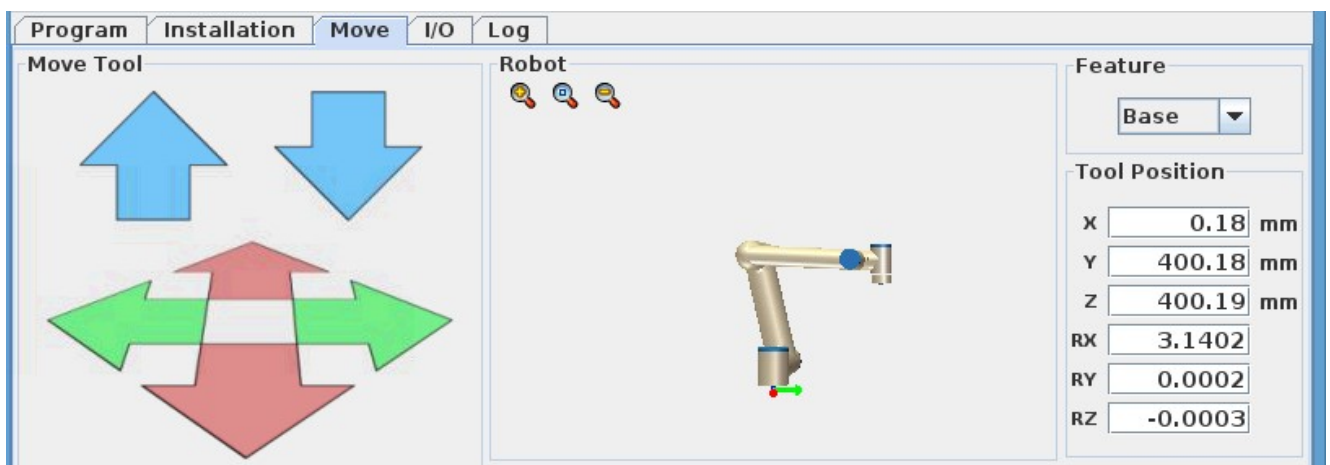 Program Installation Move I/O Log
Move Tool
Robot
Feature
Base
Tool Position
X 0.18 mm
Y 400.18 mm
Z 400.19 mm
RX 3.1402
RY 0.0002
RZ -0.0003